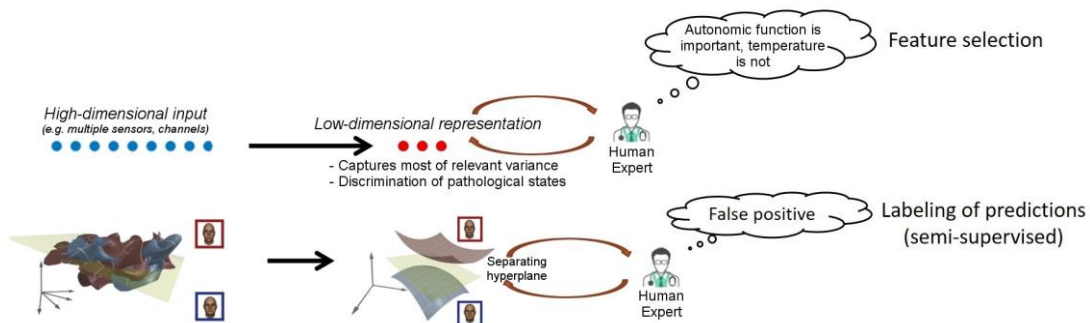 Autonomic function is
important, temperature
is not
Feature selection
High-dimensional input
(e.g. multiple sensors, channels)
Low-dimensional representation
- Captures most of relevant variance
- Discrimination of pathological states
Human
Expert
False positive
Labeling of predictions
(semi-supervised)
Separating
hyperplane
Human
Expert